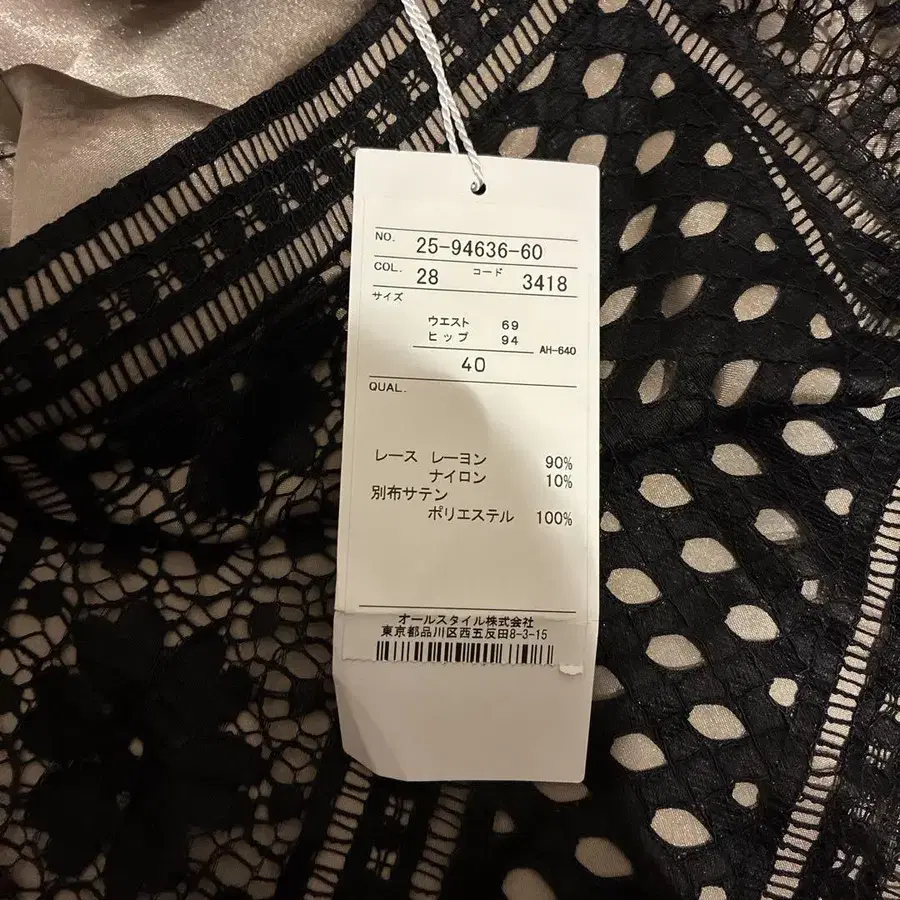 NO. 25-94636-60
COL. 28 コード 3418
サイズ
ウエスト 69
ヒップ 94
AH-640
40
QUAL.
レース レーヨン 90%
ナイロン 10%
別布サテン
ポリエステル 100%
オールスタイル株式会社
東京都品川区西五反田8-3-15